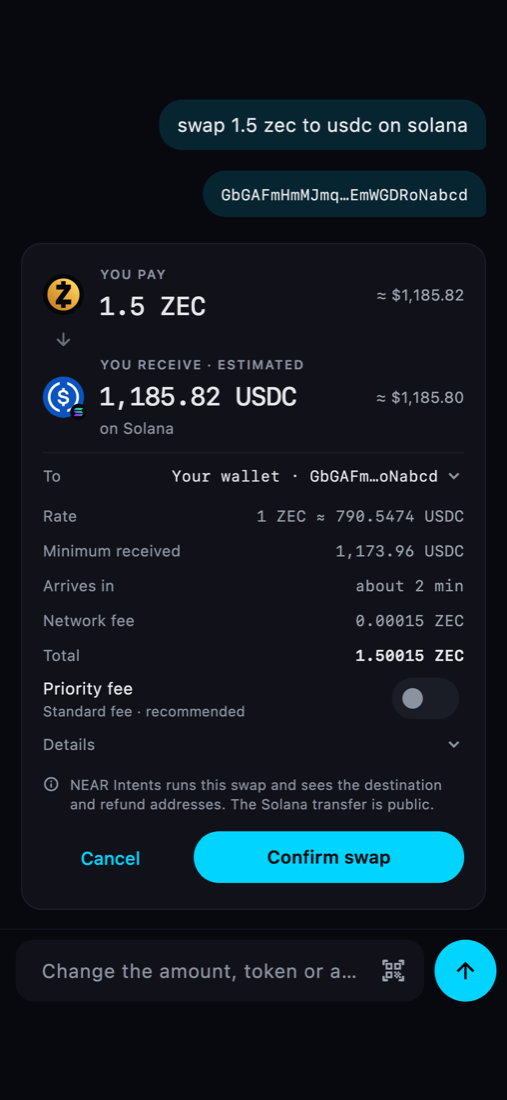 swap 1.5 zec to usdc on solana
GbGAFmHmMJmq…EmWGDRoNabcd
YOU PAY
1.5 ZEC
≈ $1,185.82
YOU RECEIVE · ESTIMATED
1,185.82 USDC
≈ $1,185.80
on Solana
To Your wallet · GbGAFm…oNabcd
Rate 1 ZEC ≈ 790.5474 USDC
Minimum received 1,173.96 USDC
Arrives in about 2 min
Network fee 0.00015 ZEC
Total 1.50015 ZEC
Priority fee
Standard fee · recommended
Details
NEAR Intents runs this swap and sees the destination
and refund addresses. The Solana transfer is public.
Cancel Confirm swap
Change the amount, token or a…